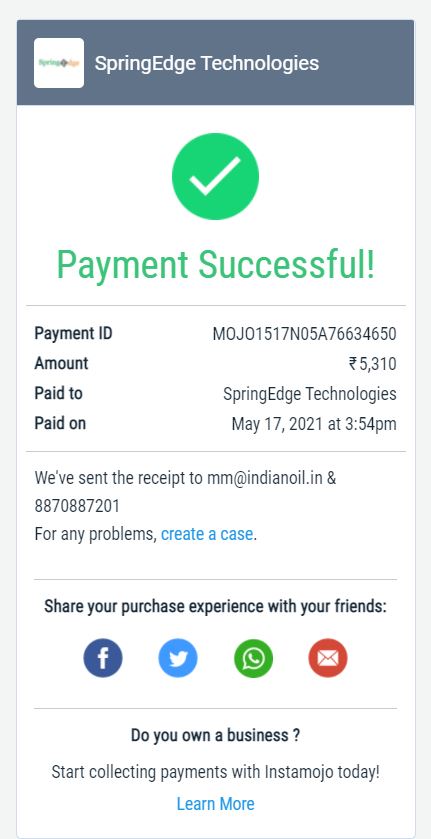 SpringEdge
SpringEdge Technologies
Payment Successful!
Payment ID MOJO1517N05A76634650
Amount ₹5,310
Paid to SpringEdge Technologies
Paid on May 17, 2021 at 3:54pm
We've sent the receipt to mm@indianoil.in &
8870887201
For any problems, create a case.
Share your purchase experience with your friends:
Do you own a business ?
Start collecting payments with Instamojo today!
Learn More